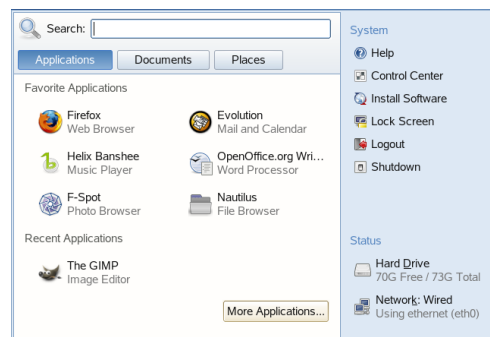 Search:
Applications
Documents
Places
Favorite Applications
Firefox
Web Browser
Evolution
Mail and Calendar
Helix Banshee
Music Player
OpenOffice.org Wri...
Word Processor
F-Spot
Photo Browser
Nautilus
File Browser
Recent Applications
The GIMP
Image Editor
More Applications...
System
Help
Control Center
Install Software
Lock Screen
Logout
Shutdown
Status
Hard Drive
70G Free / 73G Total
Network: Wired
Using ethernet (eth0)